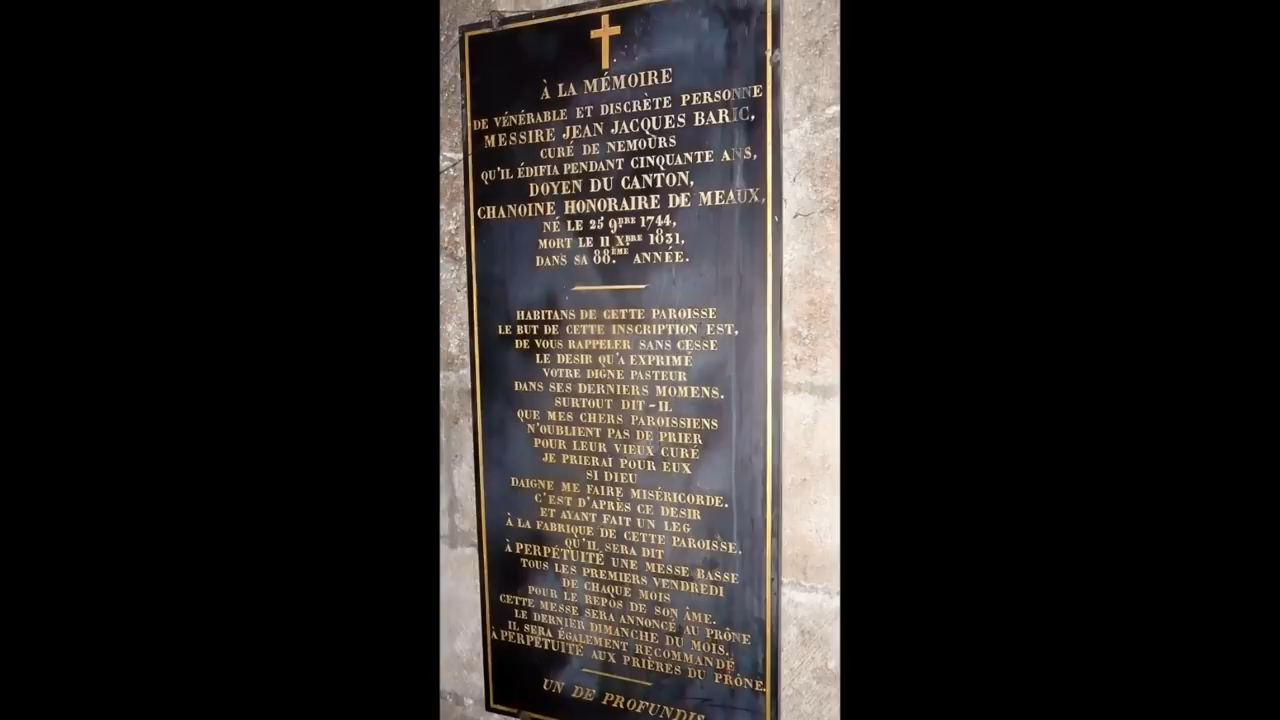 À LA MÉMOIRE
DE VÉNÉRABLE ET DISCRÈTE PERSONNE
MESSIRE JEAN JACQUES BARIC,
CURÉ DE NEMOURS
QU'IL ÉDIFIA PENDANT CINQUANTE ANS,
DOYEN DU CANTON,
CHANOINE HONORAIRE DE MEAUX,
NÉ LE 25 9.BRE 1744,
MORT LE 11 X.BRE 1831,
DANS SA 88.ÈME ANNÉE.
HABITANS DE CETTE PAROISSE
LE BUT DE CETTE INSCRIPTION EST,
DE VOUS RAPPELER SANS CESSE
LE DESIR QU'A EXPRIMÉ
VOTRE DIGNE PASTEUR
DANS SES DERNIERS MOMENS.
SURTOUT DIT-IL
QUE MES CHERS PAROISSIENS
N'OUBLIENT PAS DE PRIER
POUR LEUR VIEUX CURÉ
JE PRIERAI POUR EUX
SI DIEU
DAIGNE ME FAIRE MISÉRICORDE.
C'EST D'APRÈS CE DESIR
ET AYANT FAIT UN LEG
À LA FABRIQUE DE CETTE PAROISSE.
QU'IL SERA DIT
À PERPÉTUITÉ UNE MESSE BASSE
TOUS LES PREMIERS VENDREDI
DE CHAQUE MOIS
POUR LE REPOS DE SON ÂME.
CETTE MESSE SERA ANNONCÉ AU PRÔNE
LE DERNIER DIMANCHE DU MOIS.
IL SERA ÉGALEMENT RECOMMANDÉ
À PERPÉTUITÉ AUX PRIÈRES DU PRÔNE.
UN DE PROFUNDIS